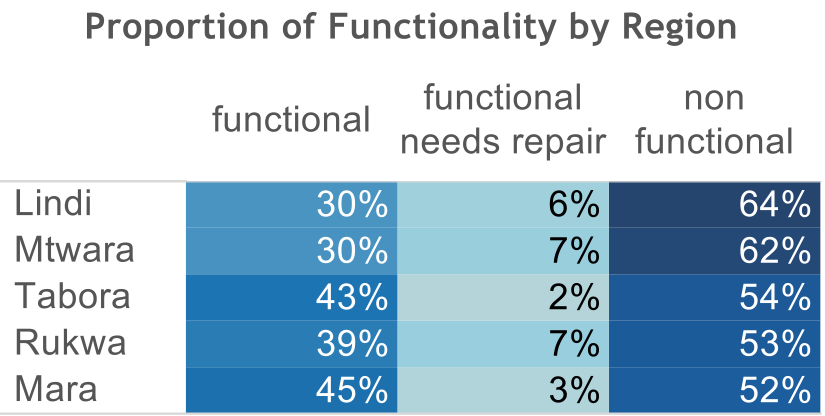 Proportion of Functionality by Region
functional
functional
needs repair
non
functional
Lindi 30% 6% 64%
Mtwara 30% 7% 62%
Tabora 43% 2% 54%
Rukwa 39% 7% 53%
Mara 45% 3% 52%